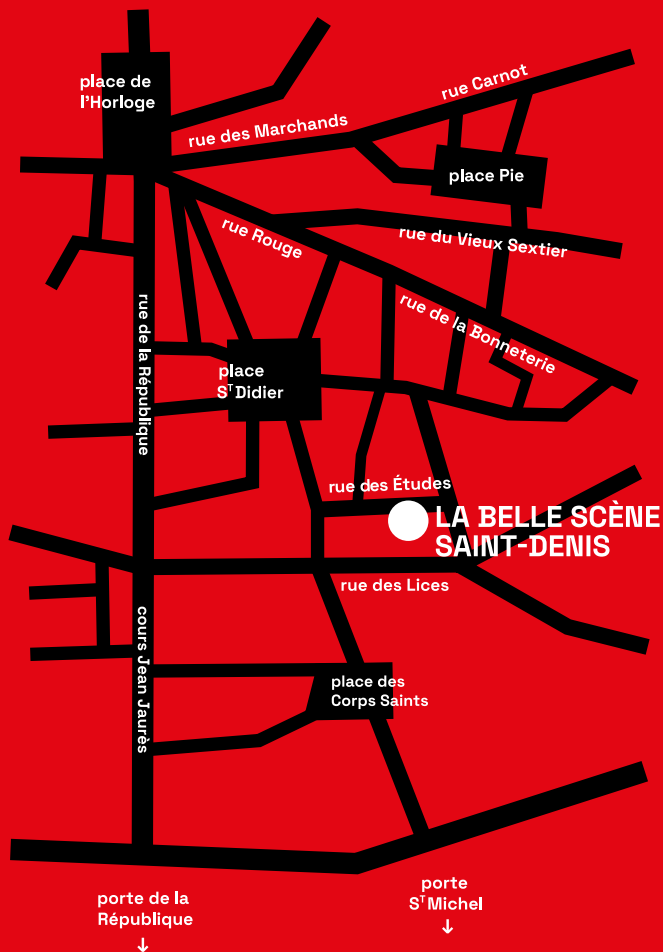 place de
l'Horloge
rue des Marchands
rue Carnot
place Pie
rue Rouge
rue du Vieux Sextier
rue de la Bonneterie
rue de la République
place
Sᵀ Didier
rue des Études
LA BELLE SCÈNE
SAINT-DENIS
rue des Lices
cours Jean Jaurès
place des
Corps Saints
porte de la
République
↓
porte
Sᵀ Michel
↓